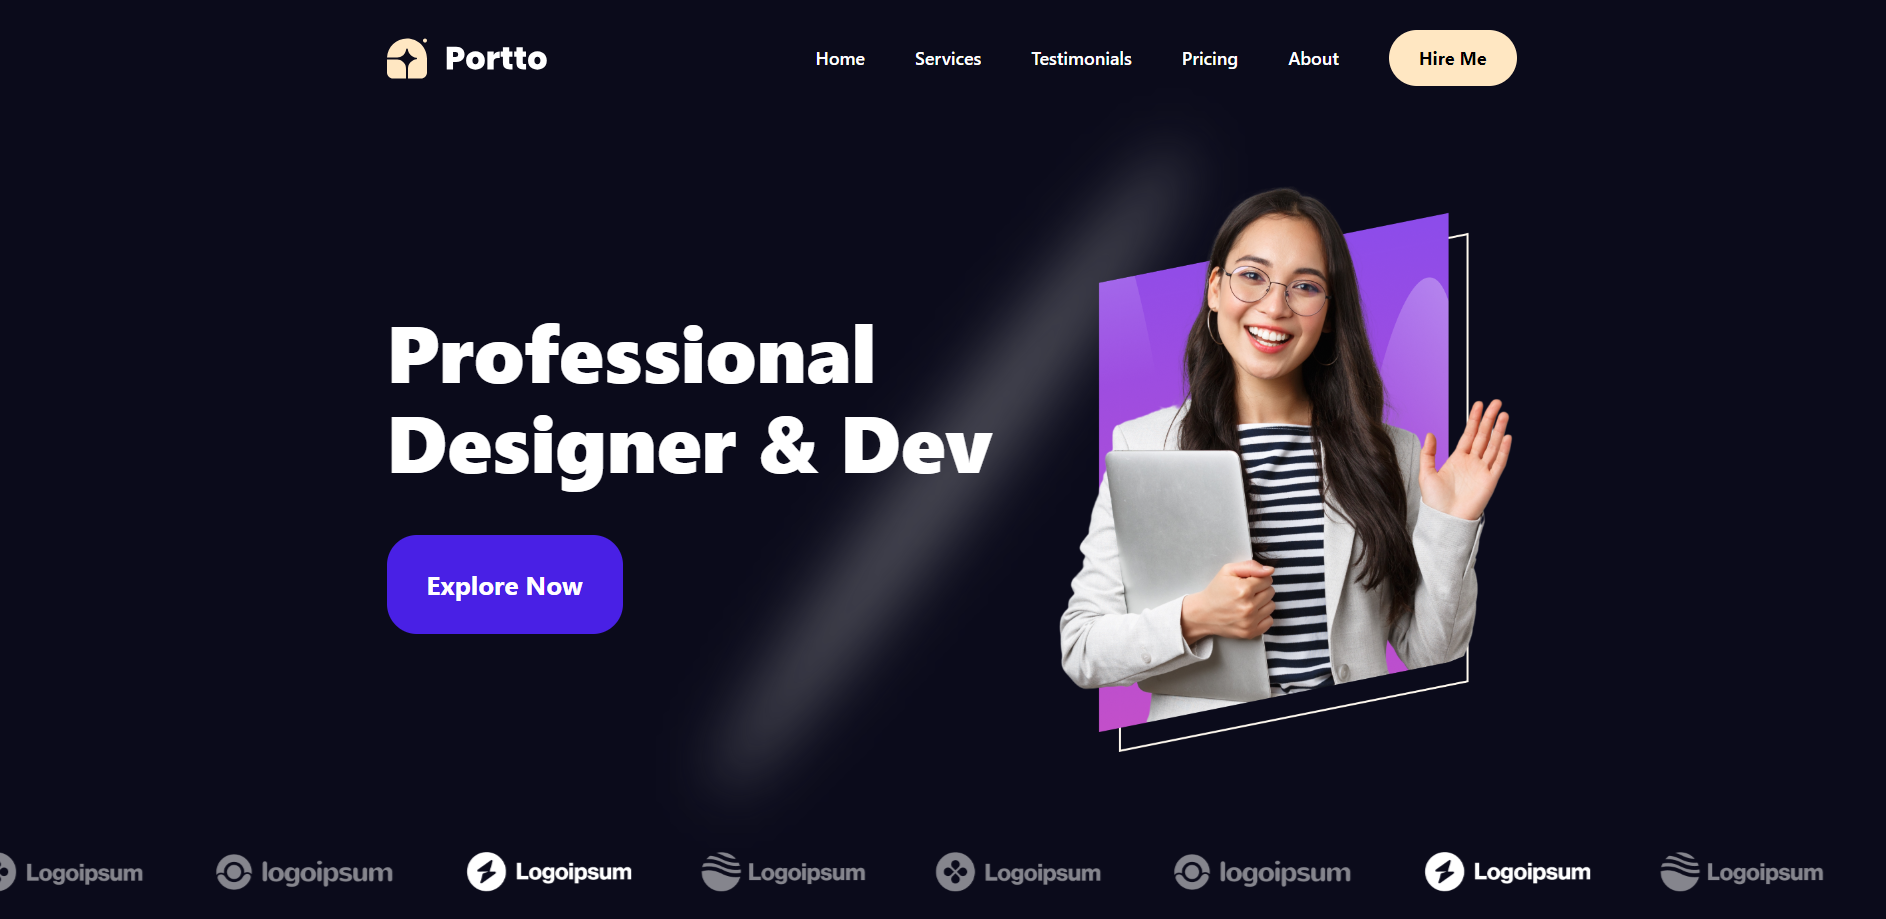 Portto
Home
Services
Testimonials
Pricing
About
Hire Me
Professional
Designer & Dev
Explore Now
Logoipsum
logoipsum
Logoipsum
Logoipsum
Logoipsum
logoipsum
Logoipsum
Logoipsum